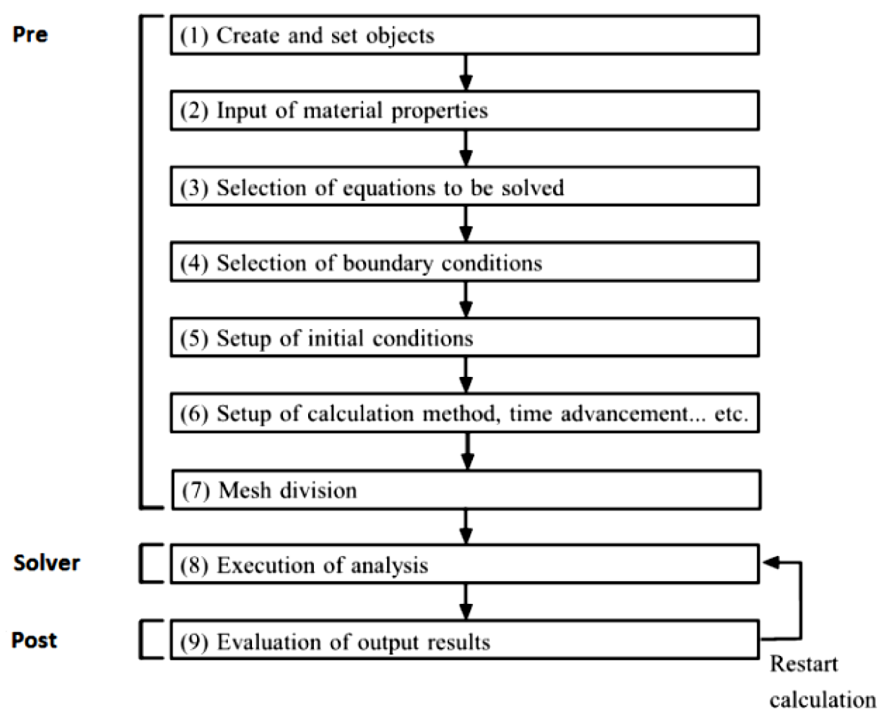 Pre
(1) Create and set objects
(2) Input of material properties
(3) Selection of equations to be solved
(4) Selection of boundary conditions
(5) Setup of initial conditions
(6) Setup of calculation method, time advancement... etc.
(7) Mesh division
Solver
(8) Execution of analysis
Post
(9) Evaluation of output results
Restart
calculation